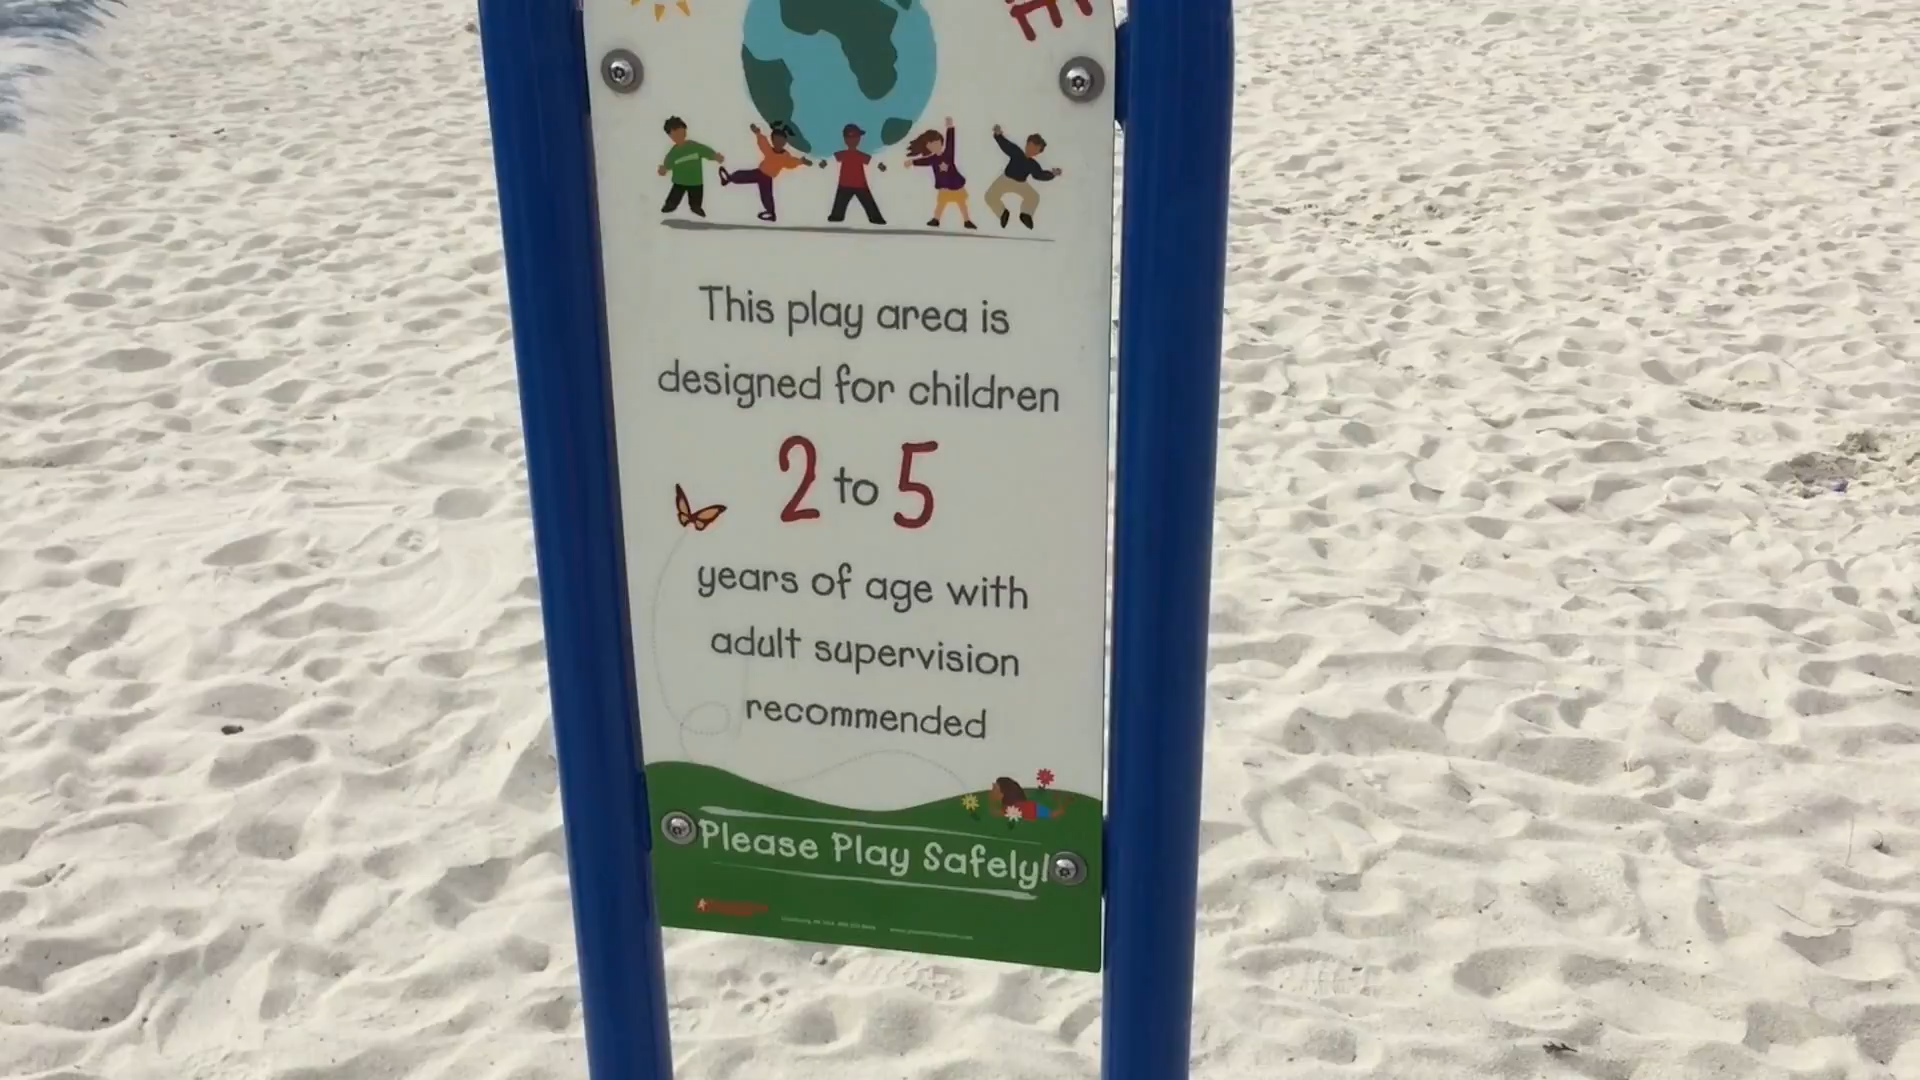 This play area is
designed for children
2 to 5
years of age with
adult supervision
recommended
Please Play Safely!